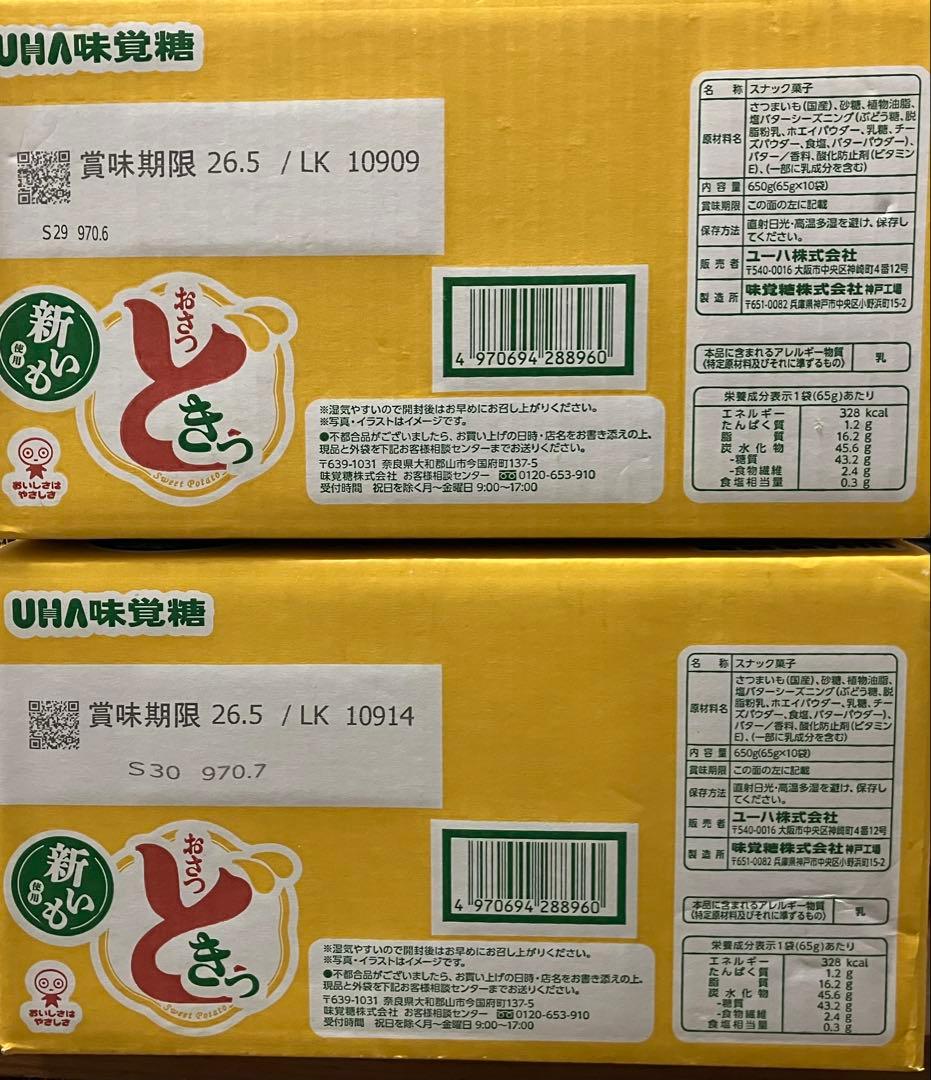 UHA味覚糖
賞味期限 26.5 / LK 10909
S29 970.6
新いも
使用
おさつ
どきっ
Sweet Potato
おいしさは
やさしさ
4 970694 288960
※湿気やすいので開封後はお早めにお召し上がりください。
※写真・イラストはイメージです。
●不都合品がございましたら、お買い上げの日時・店名をお書き添えの上、
現品と外袋を下記お客様相談センターまでお送りください。
〒639-1031 奈良県大和郡山市今国府町137-5
味覚糖株式会社 お客様相談センター 0120-653-910
受付時間 祝日を除く月～金曜日 9:00～17:00
名称 スナック菓子
原材料名 さつまいも(国産)、砂糖、植物油脂、
塩バターシーズニング(ぶどう糖、脱
脂粉乳、ホエイパウダー、乳糖、チー
ズパウダー、食塩、バターパウダー)、
バター／香料、酸化防止剤(ビタミン
E)、(一部に乳成分を含む)
内容量 650g(65g×10袋)
賞味期限 この面の左に記載
保存方法 直射日光・高温多湿を避け、保存し
てください。
販売者 ユーハ株式会社
〒540-0016 大阪市中央区神崎町4番12号
製造所 味覚糖株式会社 神戸工場
〒651-0082 兵庫県神戸市中央区小野浜町15-2
本品に含まれるアレルギー物質
(特定原材料及びそれに準ずるもの) 乳
栄養成分表示1袋(65g)あたり
エネルギー 328 kcal
たんぱく質 1.2 g
脂質 16.2 g
炭水化物 45.6 g
-糖質 43.2 g
-食物繊維 2.4 g
食塩相当量 0.3 g
UHA味覚糖
賞味期限 26.5 / LK 10914
S30 970.7
新いも
使用
おさつ
どきっ
Sweet Potato
おいしさは
やさしさ
4 970694 288960
※湿気やすいので開封後はお早めにお召し上がりください。
※写真・イラストはイメージです。
●不都合品がございましたら、お買い上げの日時・店名をお書き添えの上、
現品と外袋を下記お客様相談センターまでお送りください。
〒639-1031 奈良県大和郡山市今国府町137-5
味覚糖株式会社 お客様相談センター 0120-653-910
受付時間 祝日を除く月～金曜日 9:00～17:00
名称 スナック菓子
原材料名 さつまいも(国産)、砂糖、植物油脂、
塩バターシーズニング(ぶどう糖、脱
脂粉乳、ホエイパウダー、乳糖、チー
ズパウダー、食塩、バターパウダー)、
バター／香料、酸化防止剤(ビタミン
E)、(一部に乳成分を含む)
内容量 650g(65g×10袋)
賞味期限 この面の左に記載
保存方法 直射日光・高温多湿を避け、保存し
てください。
販売者 ユーハ株式会社
〒540-0016 大阪市中央区神崎町4番12号
製造所 味覚糖株式会社 神戸工場
〒651-0082 兵庫県神戸市中央区小野浜町15-2
本品に含まれるアレルギー物質
(特定原材料及びそれに準ずるもの) 乳
栄養成分表示1袋(65g)あたり
エネルギー 328 kcal
たんぱく質 1.2 g
脂質 16.2 g
炭水化物 45.6 g
-糖質 43.2 g
-食物繊維 2.4 g
食塩相当量 0.3 g